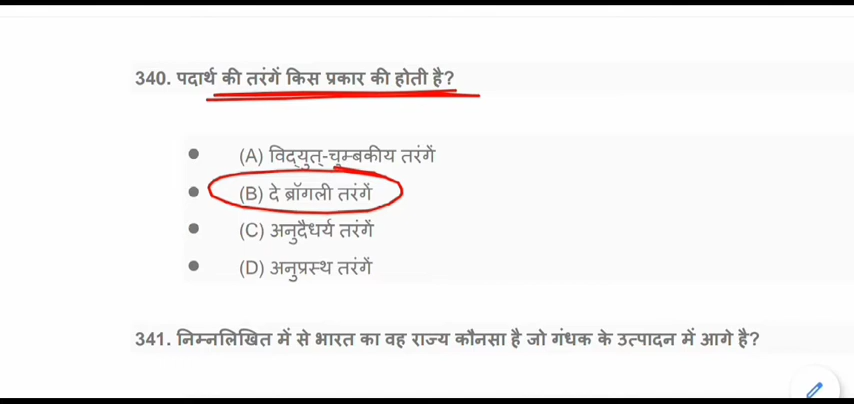 340. पदार्थ की तरंगें किस प्रकार की होती है?
(A) विद्युत्-चुम्बकीय तरंगें
(B) दे ब्रॉगली तरंगें
(C) अनुदैर्धर्य तरंगें
(D) अनुप्रस्थ तरंगें
341. निम्नलिखित में से भारत का वह राज्य कौनसा है जो गंधक के उत्पादन में आगे है?